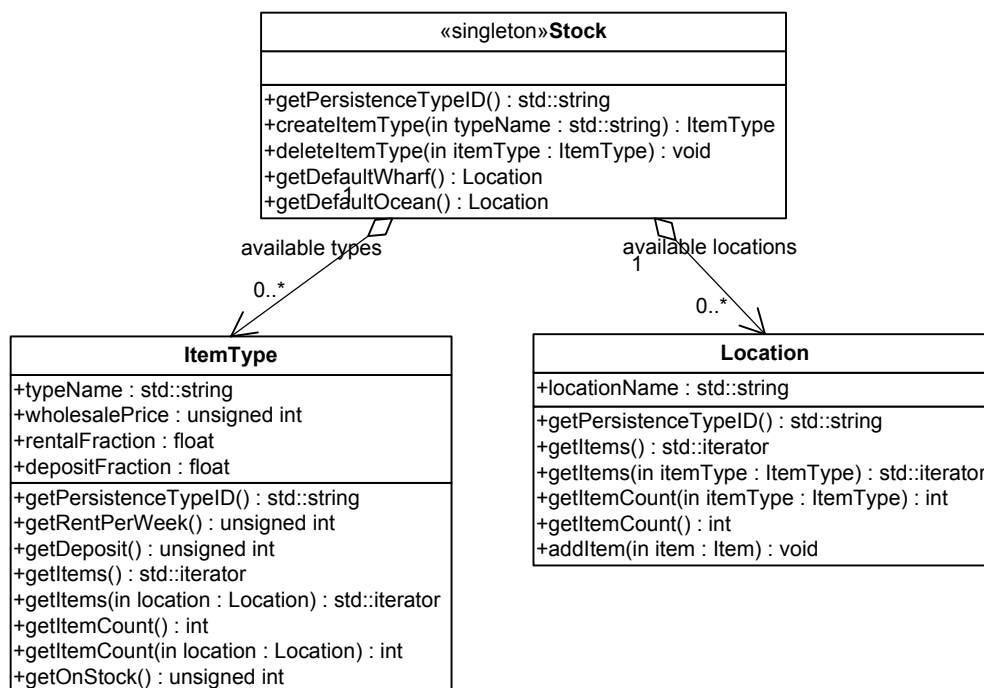 «singleton»Stock
+getPersistenceTypeID() : std::string
+createItemType(in typeName : std::string) : ItemType
+deleteItemType(in itemType : ItemType) : void
+getDefaultWharf() : Location
+getDefaultOcean() : Location
1
available types
0..*
available locations
1
0..*
ItemType
+typeName : std::string
+wholesalePrice : unsigned int
+rentalFraction : float
+depositFraction : float
+getPersistenceTypeID() : std::string
+getRentPerWeek() : unsigned int
+getDeposit() : unsigned int
+getItems() : std::iterator
+getItems(in location : Location) : std::iterator
+getItemCount() : int
+getItemCount(in location : Location) : int
+getOnStock() : unsigned int
Location
+locationName : std::string
+getPersistenceTypeID() : std::string
+getItems() : std::iterator
+getItems(in itemType : ItemType) : std::iterator
+getItemCount(in itemType : ItemType) : int
+getItemCount() : int
+addItem(in item : Item) : void